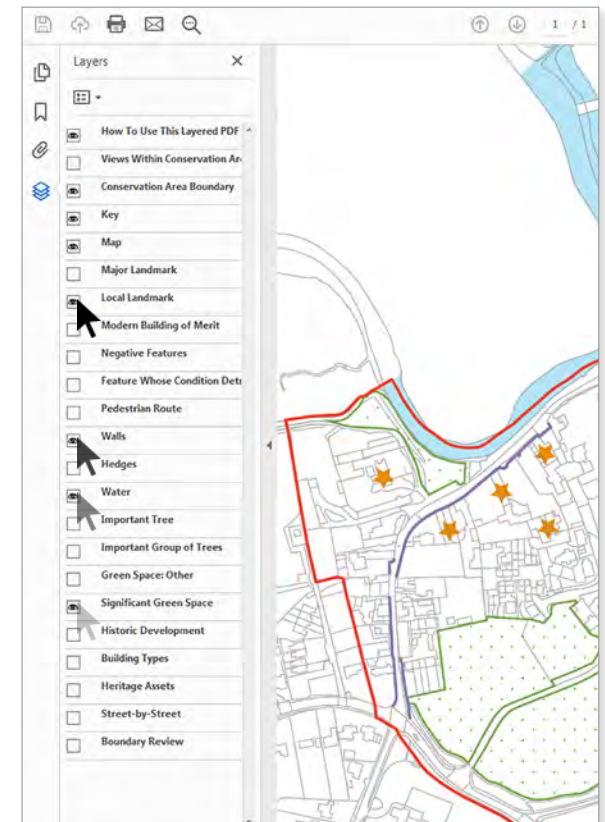 1 / 1
Layers
How To Use This Layered PDF
Views Within Conservation Are
Conservation Area Boundary
Key
Map
Major Landmark
Local Landmark
Modern Building of Merit
Negative Features
Feature Whose Condition Detr
Pedestrian Route
Walls
Hedges
Water
Important Tree
Important Group of Trees
Green Space: Other
Significant Green Space
Historic Development
Building Types
Heritage Assets
Street-by-Street
Boundary Review